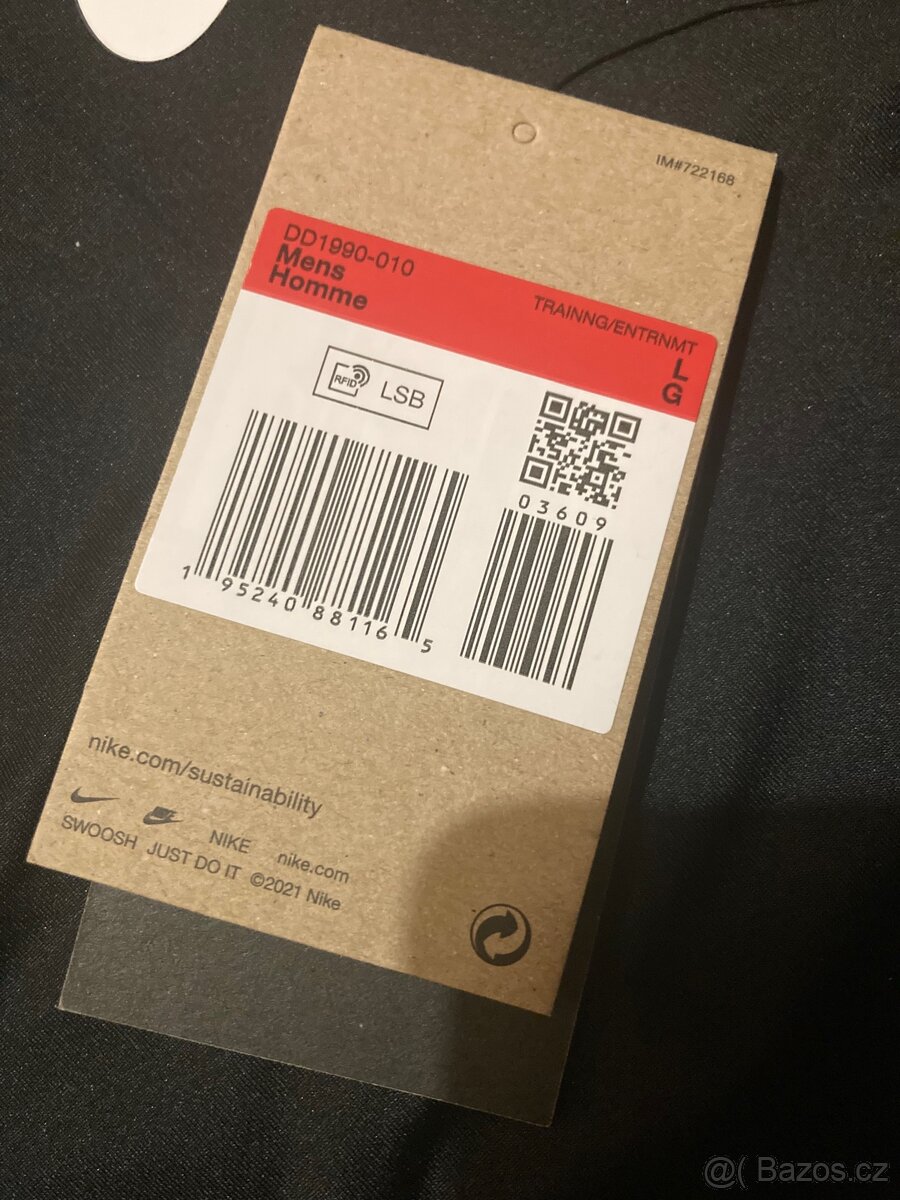 IM#722168
DD1990-010
Mens
Homme
TRAINNG/ENTRNMT
L
G
RFID LSB
03609
1 95240 88116 5
nike.com/sustainability
SWOOSH JUST DO IT NIKE nike.com
©2021 Nike
@( Bazos.cz